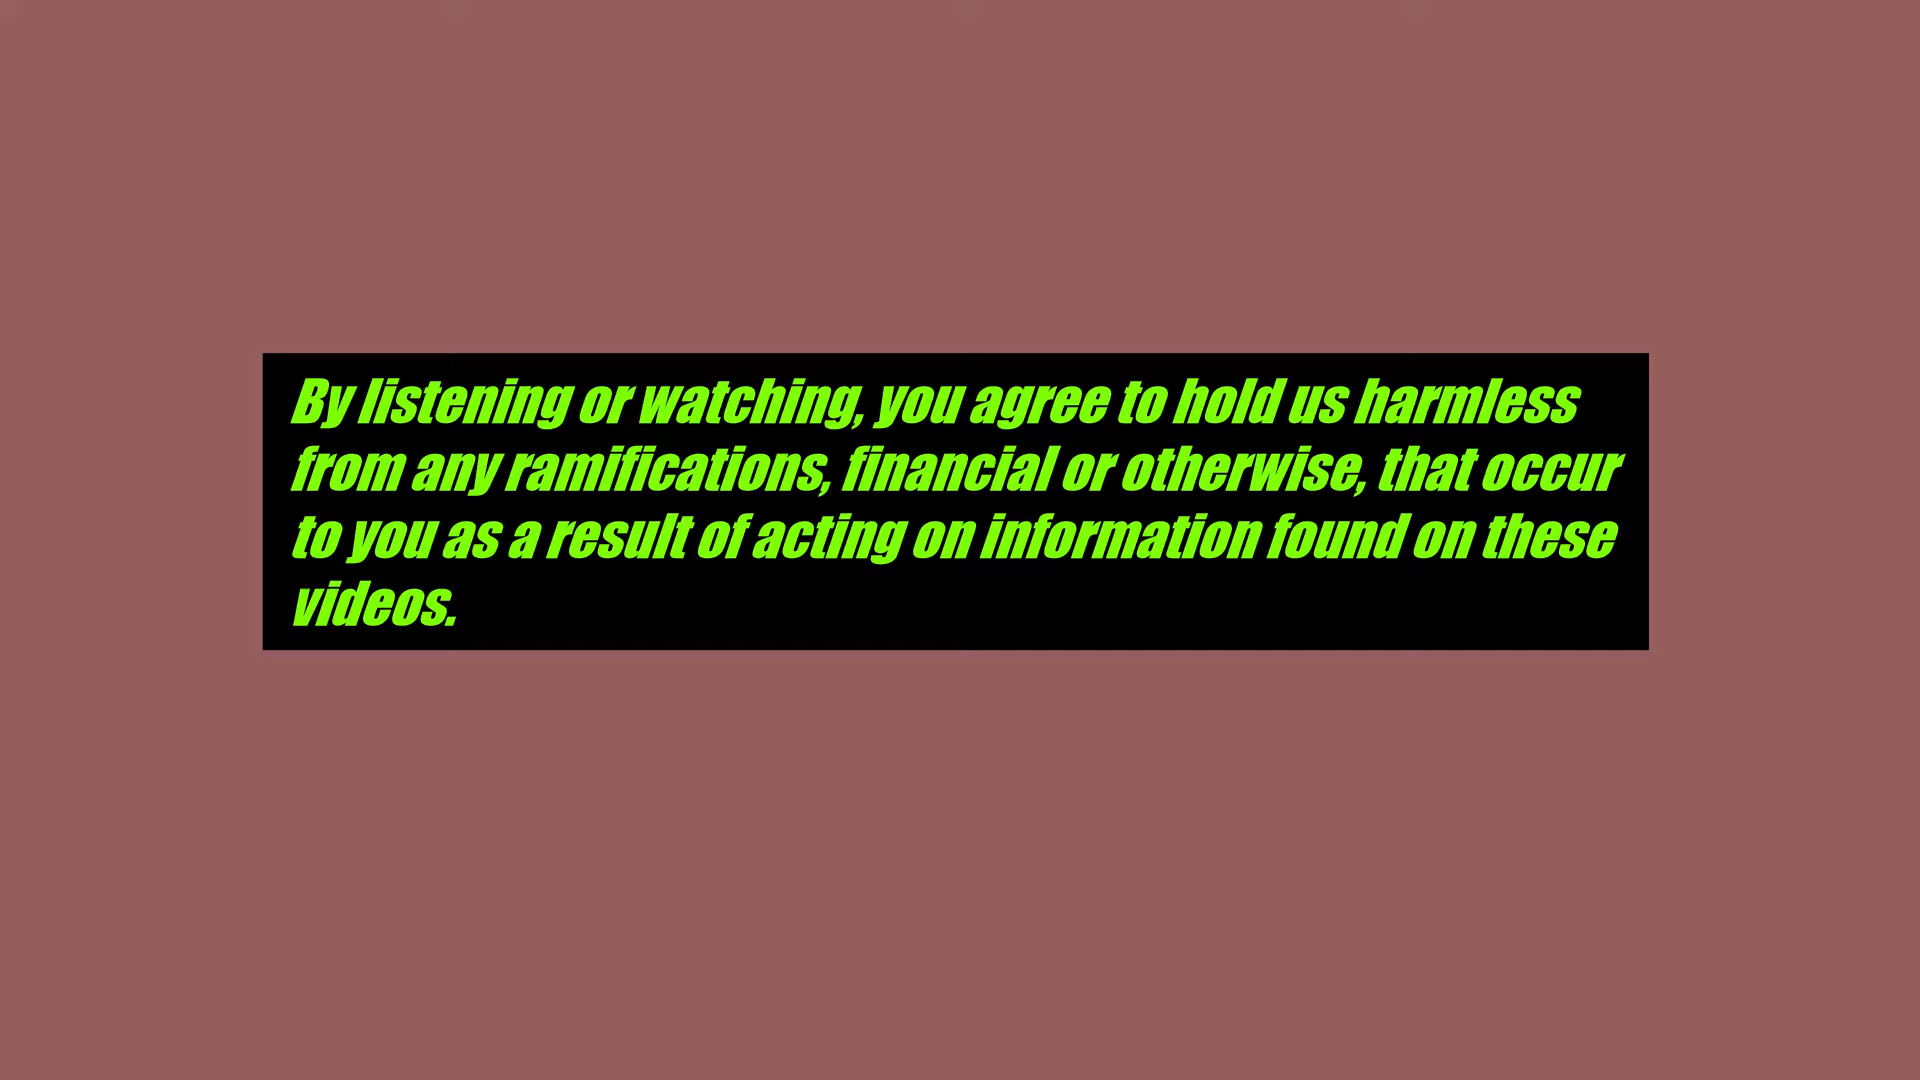 By listening or watching, you agree to hold us harmless
from any ramifications, financial or otherwise, that occur
to you as a result of acting on information found on these
videos.